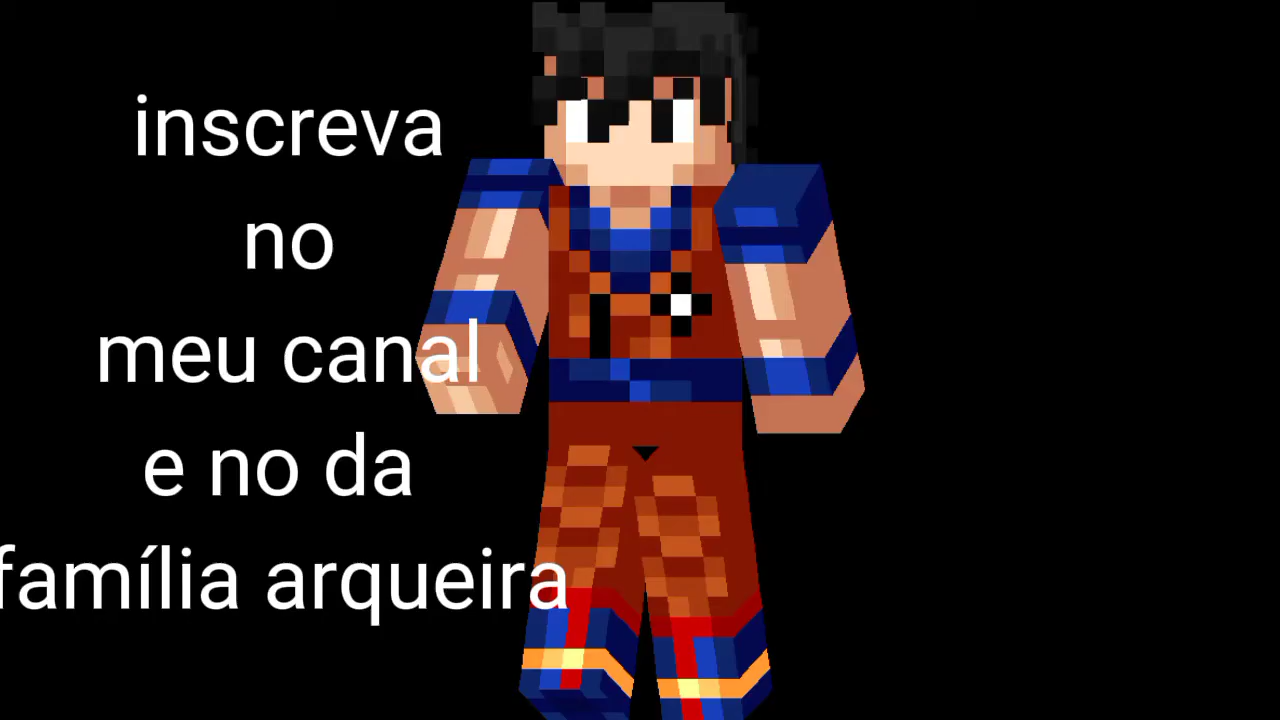 inscreva
no
meu canal
e no da
família arqueira